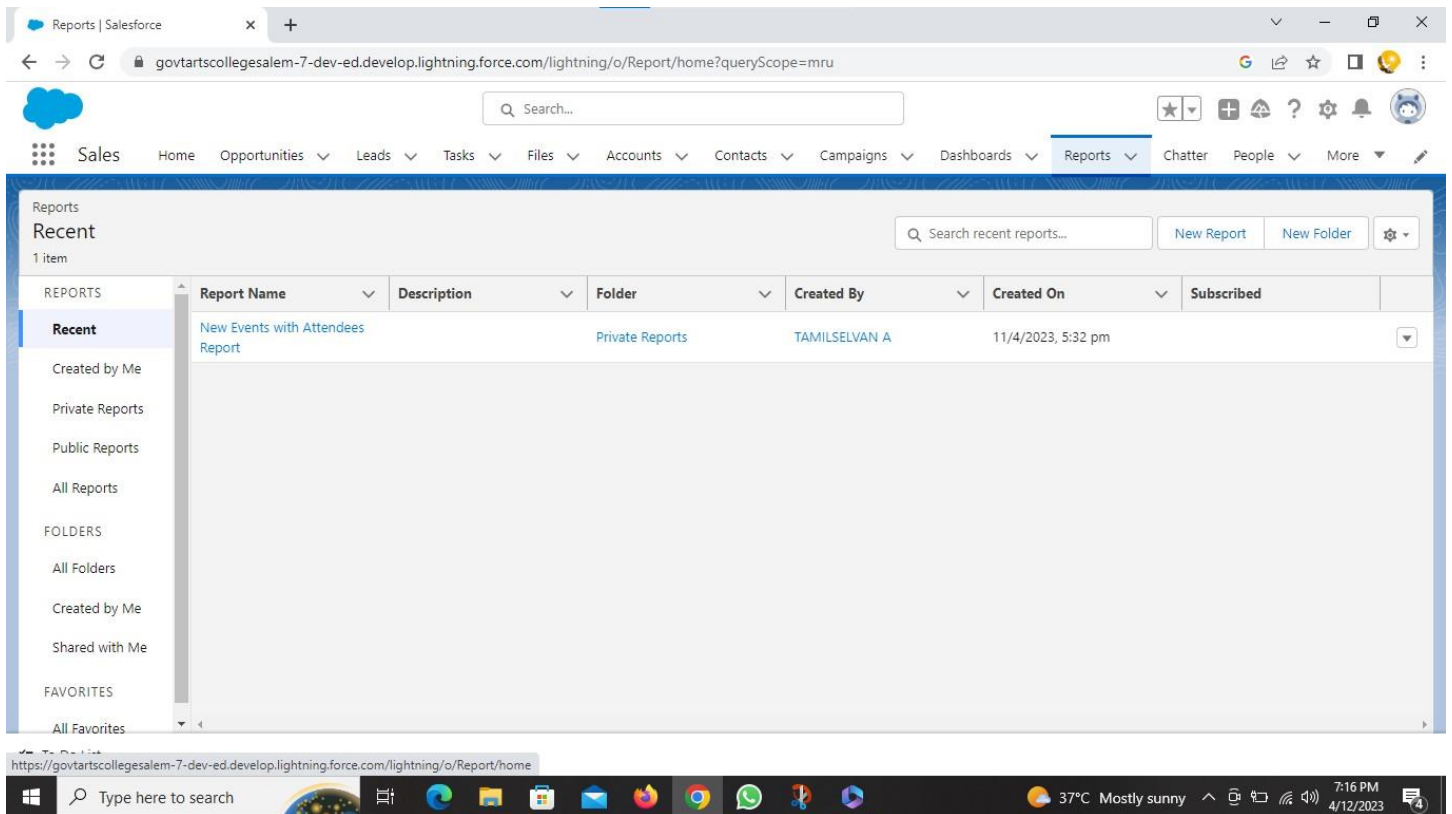 Reports | Salesforce
govtartscollegesalem-7-dev-ed.develop.lightning.force.com/lightning/o/Report/home?queryScope=mru
Search...
Sales Home Opportunities Leads Tasks Files Accounts Contacts Campaigns Dashboards Reports Chatter People More
Reports
Recent
1 item
Search recent reports...
New Report New Folder
REPORTS
Recent
Created by Me
Private Reports
Public Reports
All Reports
FOLDERS
All Folders
Created by Me
Shared with Me
FAVORITES
All Favorites
Report Name Description Folder Created By Created On Subscribed
New Events with Attendees
Report
Private Reports TAMILSELVAN A 11/4/2023, 5:32 pm
To Do List
https://govtartscollegesalem-7-dev-ed.develop.lightning.force.com/lightning/o/Report/home
Type here to search
37°C Mostly sunny
7:16 PM
4/12/2023
4